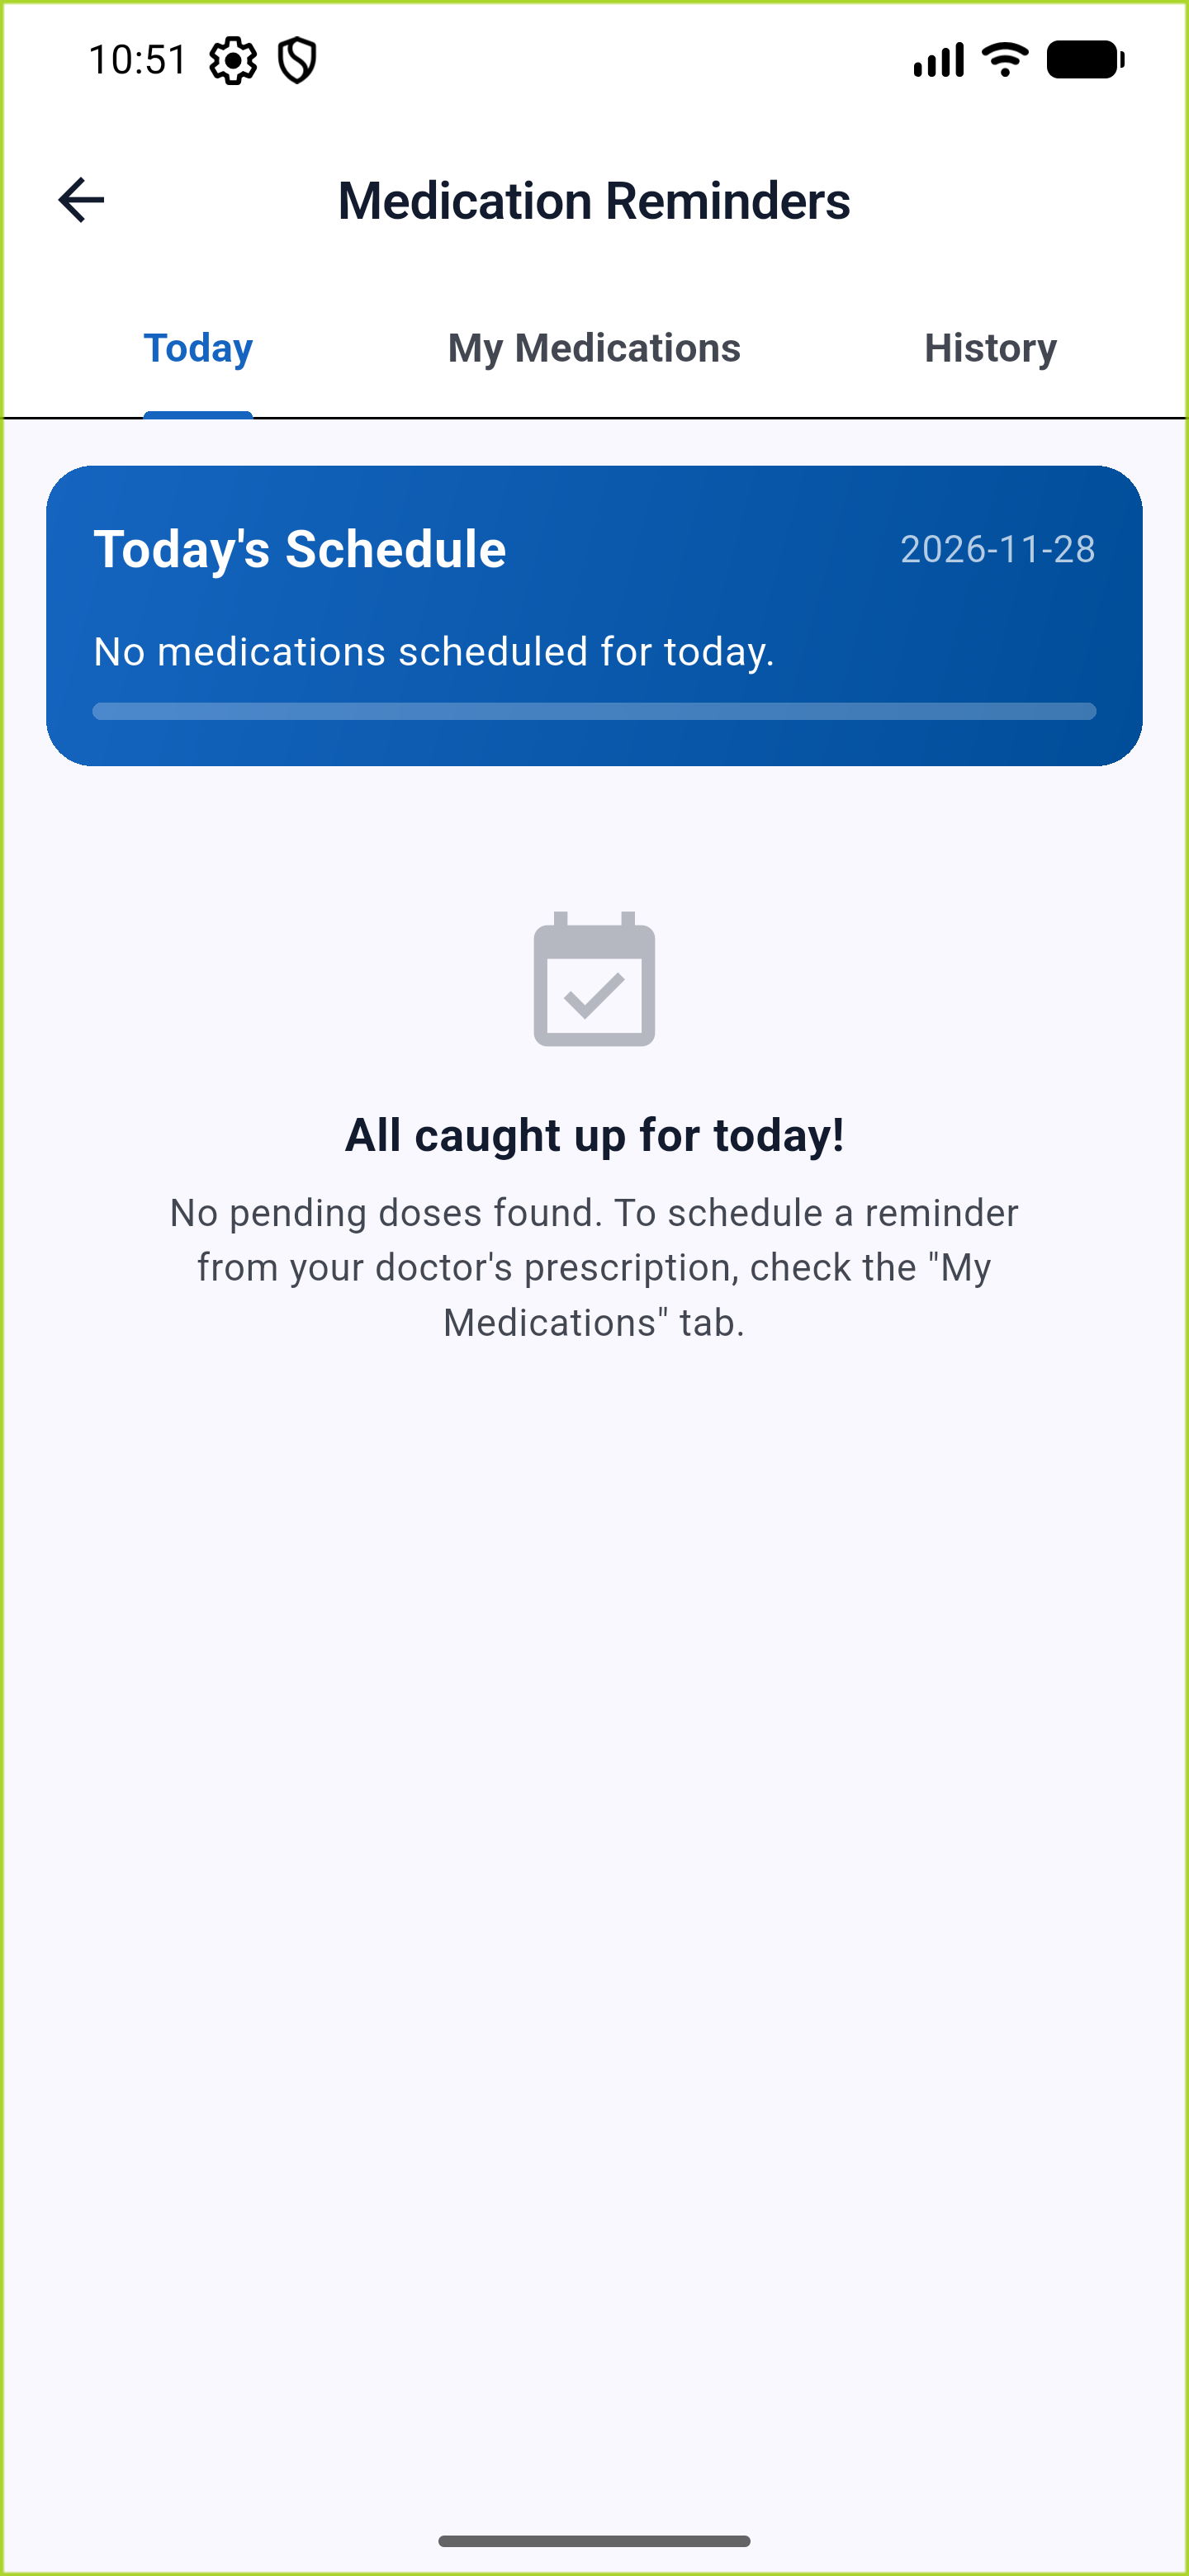 10:51
Medication Reminders
Today My Medications History
Today's Schedule 2026-11-28
No medications scheduled for today.
All caught up for today!
No pending doses found. To schedule a reminder
from your doctor's prescription, check the "My
Medications" tab.